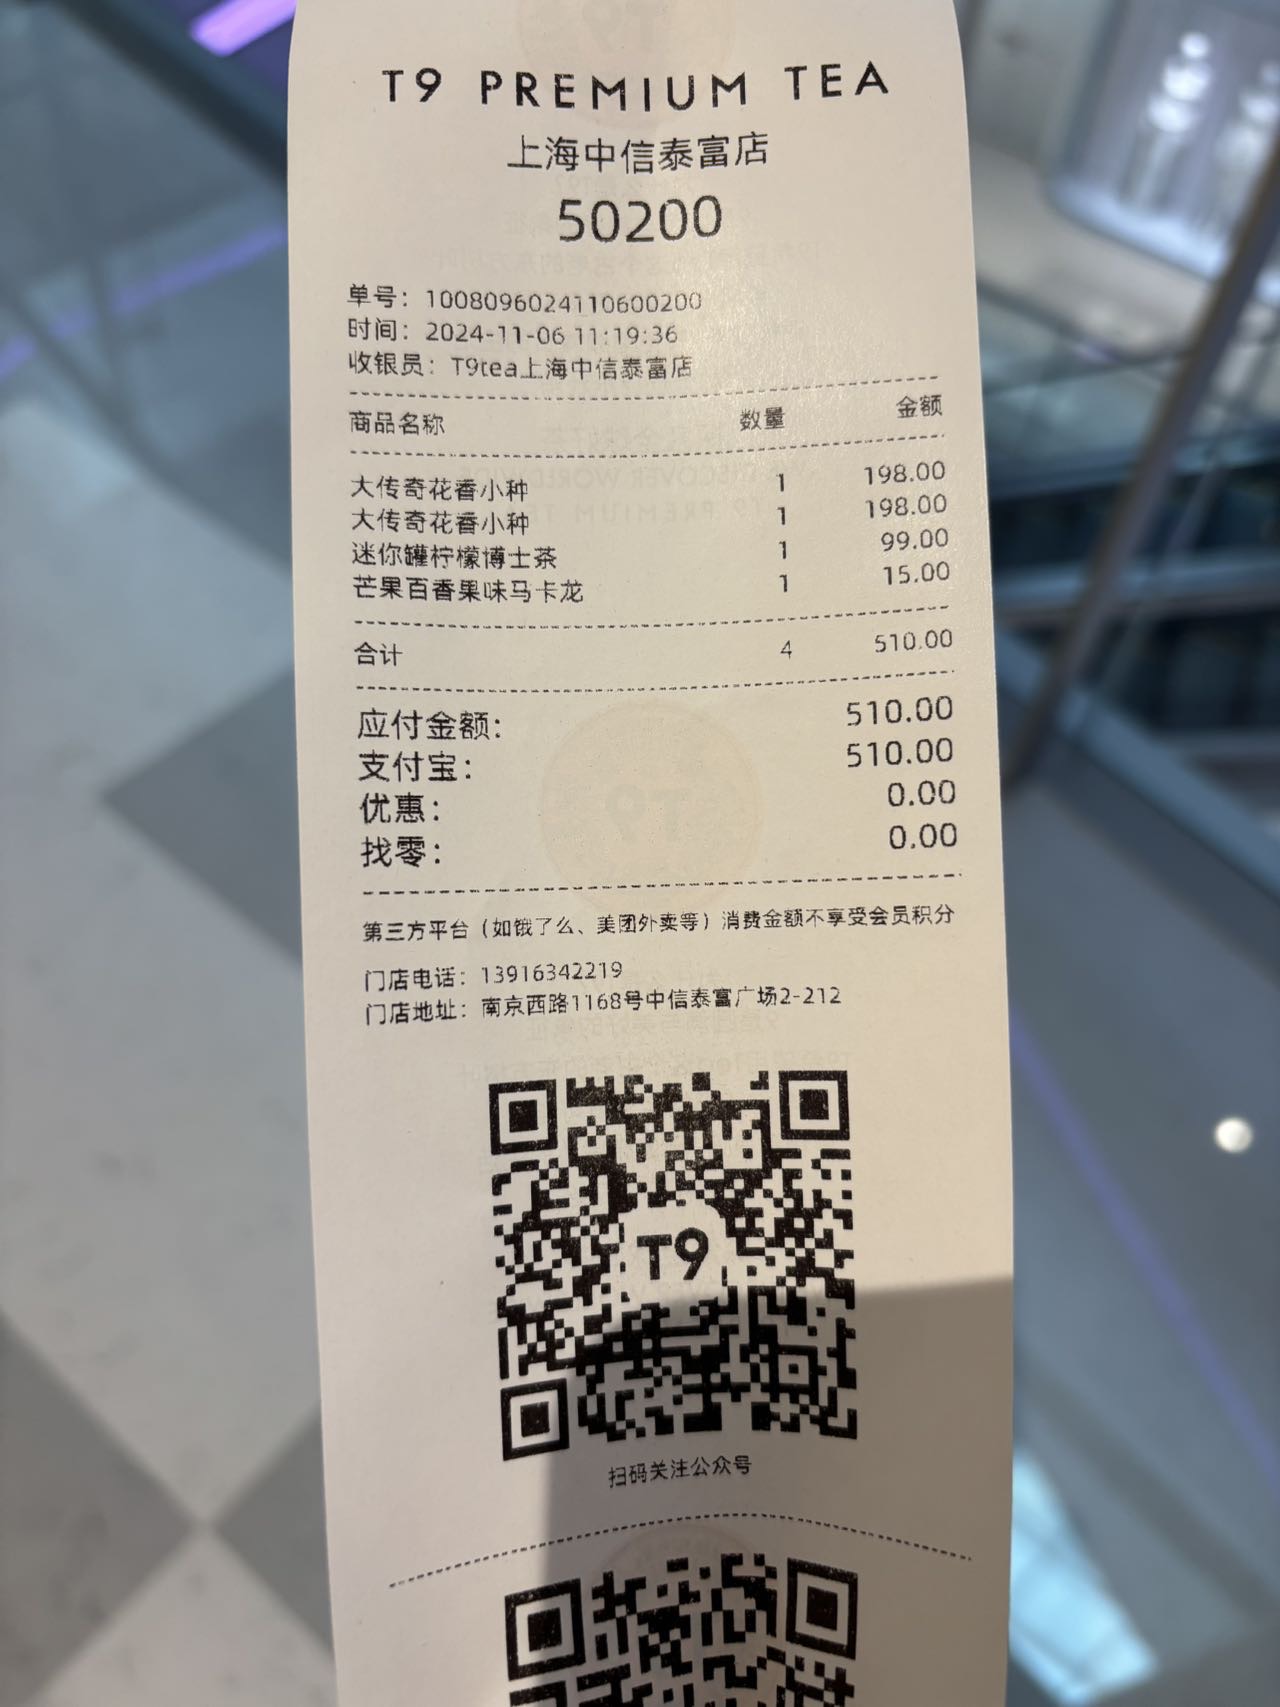 T9 PREMIUM TEA
上海中信泰富店
50200
单号：1008096024110600200
时间：2024-11-06 11:19:36
收银员：T9tea上海中信泰富店
商品名称 数量 金额
大传奇花香小种 1 198.00
大传奇花香小种 1 198.00
迷你罐柠檬博士茶 1 99.00
芒果百香果味马卡龙 1 15.00
合计 4 510.00
应付金额： 510.00
支付宝： 510.00
优惠： 0.00
找零： 0.00
第三方平台（如饿了么、美团外卖等）消费金额不享受会员积分
门店电话：13916342219
门店地址：南京西路1168号中信泰富广场2-212
T9
扫码关注公众号